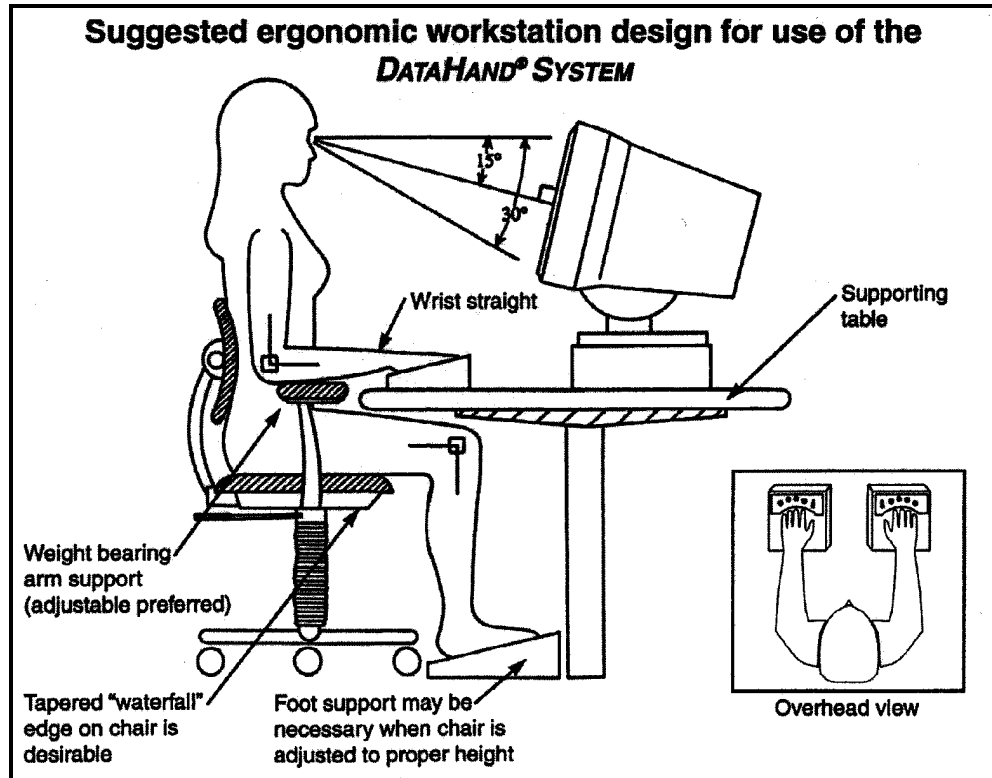 Suggested ergonomic workstation design for use of the
DATAHAND® SYSTEM
15°
30°
Wrist straight
Supporting
table
Weight bearing
arm support
(adjustable preferred)
Tapered “waterfall”
edge on chair is
desirable
Foot support may be
necessary when chair is
adjusted to proper height
Overhead view